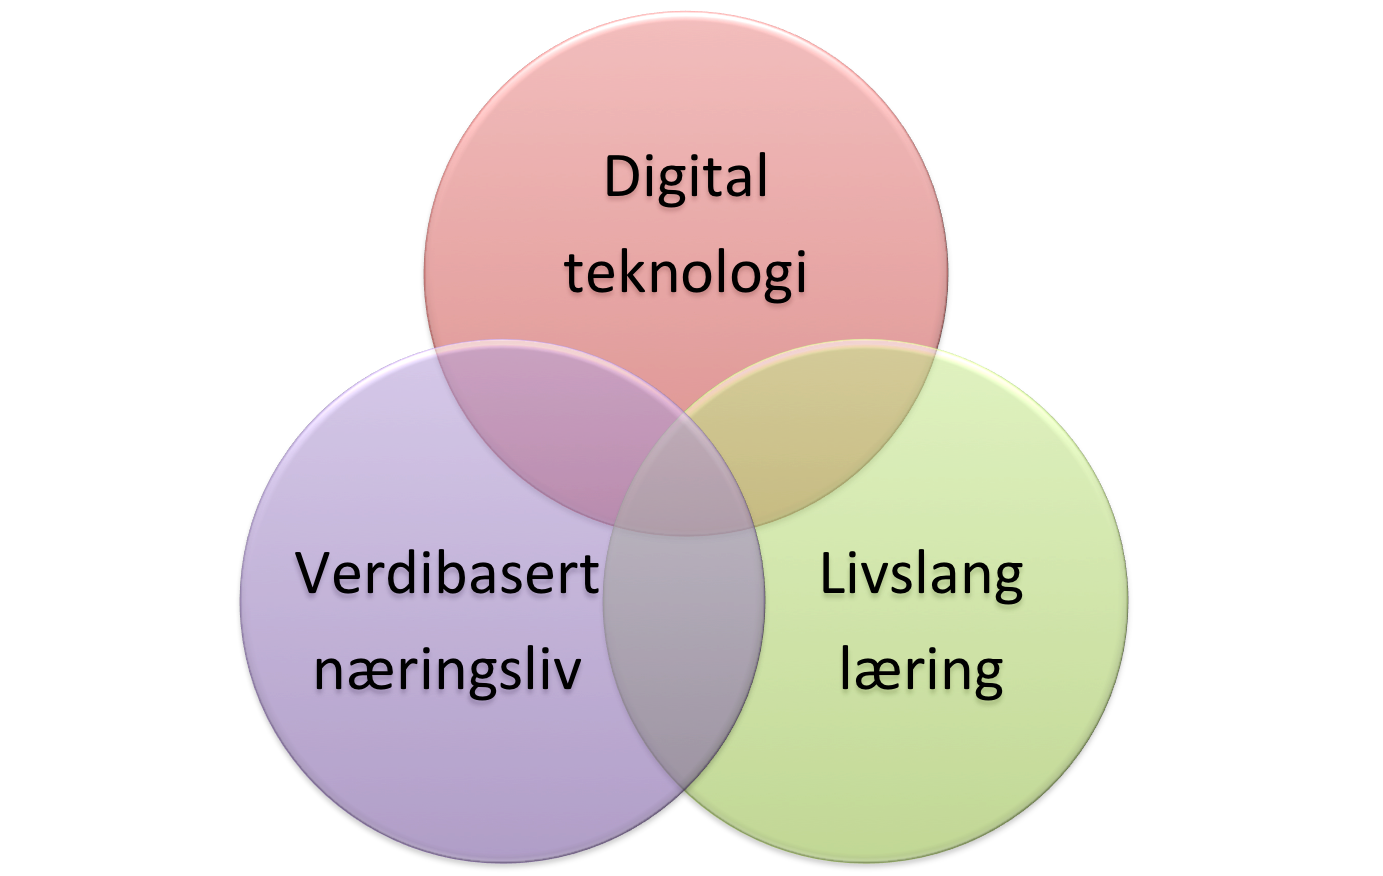 Digital
teknologi
Verdibasert
næringsliv
Livslang
læring